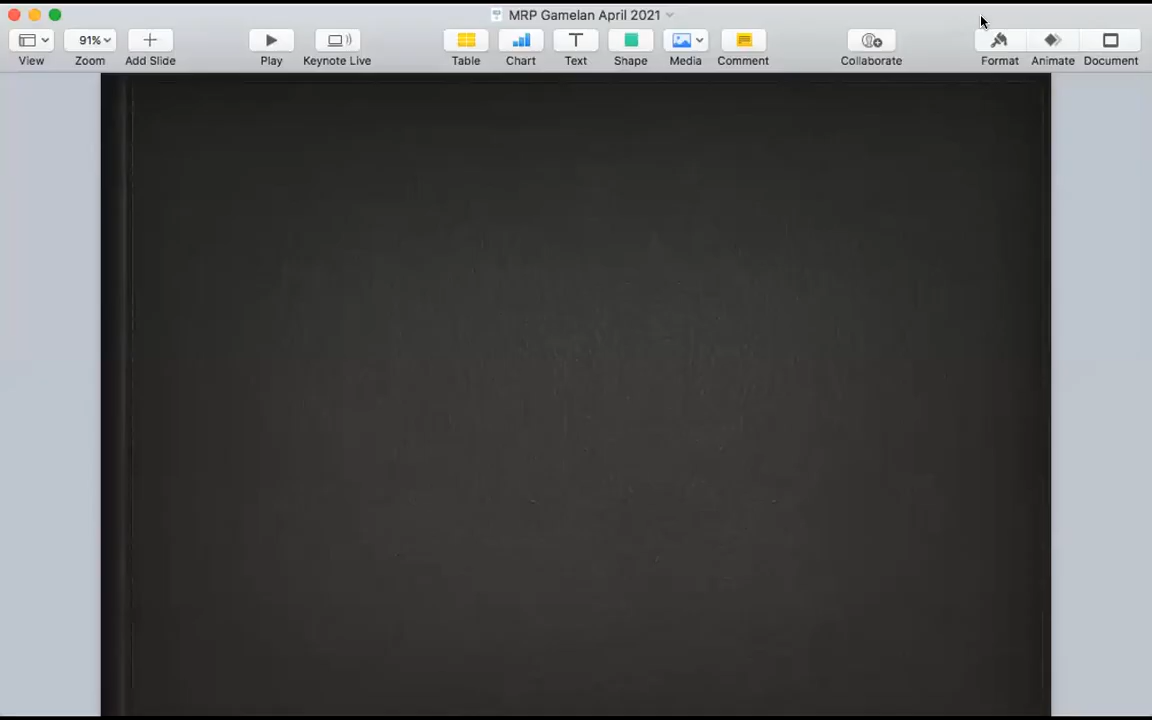 MRP Gamelan April 2021
91%
View Zoom Add Slide Play Keynote Live Table Chart Text Shape Media Comment Collaborate Format Animate Document